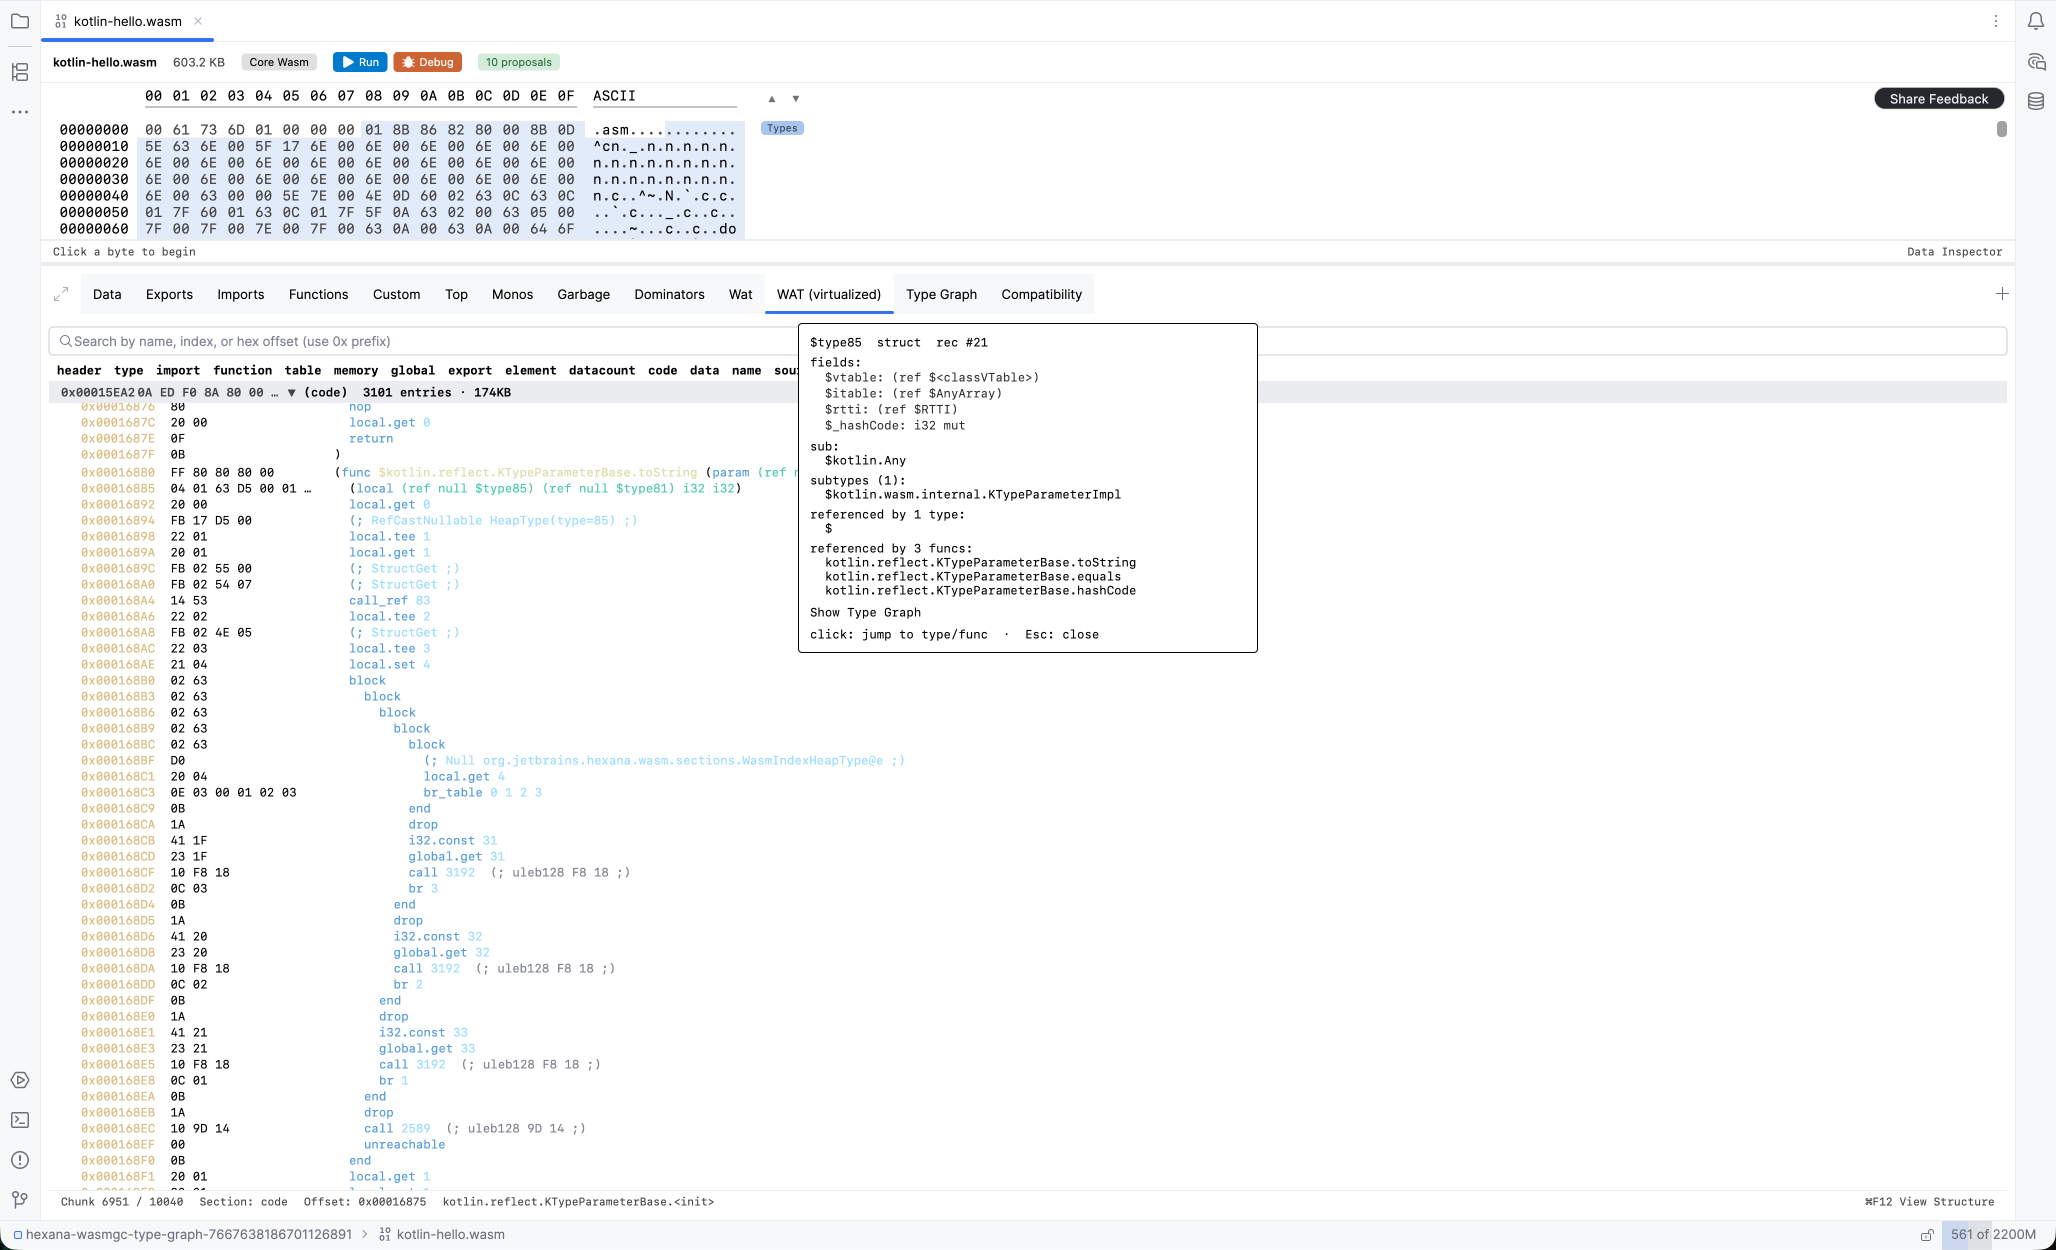 kotlin-hello.wasm
kotlin-hello.wasm 603.2 KB Core Wasm Run Debug 10 proposals
00 01 02 03 04 05 06 07 08 09 0A 0B 0C 0D 0E 0F ASCII
Share Feedback
00000000 00 61 73 6D 01 00 00 00 01 8B 86 82 80 00 8B 0D .asm............ Types
00000010 5E 63 6E 00 5F 17 6E 00 6E 00 6E 00 6E 00 6E 00 ^cn._.n.n.n.n.n.
00000020 6E 00 6E 00 6E 00 6E 00 6E 00 6E 00 6E 00 6E 00 n.n.n.n.n.n.n.n.
00000030 6E 00 6E 00 6E 00 6E 00 6E 00 6E 00 6E 00 6E 00 n.n.n.n.n.n.n.n.
00000040 6E 00 63 00 00 5E 7E 00 4E 0D 60 02 63 0C 63 0C n.c..^~.N.`.c.c.
00000050 01 7F 60 01 63 0C 01 7F 5F 0A 63 02 00 63 05 00 ..`.c..._.c..c..
00000060 7F 00 7F 00 7E 00 7F 00 63 0A 00 63 0A 00 64 6F ....~...c..c..do
Click a byte to begin Data Inspector
Data Exports Imports Functions Custom Top Monos Garbage Dominators Wat WAT (virtualized) Type Graph Compatibility
Search by name, index, or hex offset (use 0x prefix)
header type import function table memory global export element datacount code data name sou
0x00015EA2 0A ED F0 8A 80 00 … ▼ (code) 3101 entries · 174KB
0x00016876 80 nop
0x0001687C 20 00 local.get 0
0x0001687E 0F return
0x0001687F 0B )
0x00016880 FF 80 80 80 00 (func $kotlin.reflect.KTypeParameterBase.toString (param (ref n
0x00016885 04 01 63 D5 00 01 … (local (ref null $type85) (ref null $type81) i32 i32)
0x00016892 20 00 local.get 0
0x00016894 FB 17 D5 00 (; RefCastNullable HeapType(type=85) ;)
0x00016898 22 01 local.tee 1
0x0001689A 20 01 local.get 1
0x0001689C FB 02 55 00 (; StructGet ;)
0x000168A0 FB 02 54 07 (; StructGet ;)
0x000168A4 14 53 call_ref 83
0x000168A6 22 02 local.tee 2
0x000168A8 FB 02 4E 05 (; StructGet ;)
0x000168AC 22 03 local.tee 3
0x000168AE 21 04 local.set 4
0x000168B0 02 63 block
0x000168B3 02 63 block
0x000168B6 02 63 block
0x000168B9 02 63 block
0x000168BC 02 63 block
0x000168BF D0 (; Null org.jetbrains.hexana.wasm.sections.WasmIndexHeapType@e ;)
0x000168C1 20 04 local.get 4
0x000168C3 0E 03 00 01 02 03 br_table 0 1 2 3
0x000168C9 0B end
0x000168CA 1A drop
0x000168CB 41 1F i32.const 31
0x000168CD 23 1F global.get 31
0x000168CF 10 F8 18 call 3192 (; uleb128 F8 18 ;)
0x000168D2 0C 03 br 3
0x000168D4 0B end
0x000168D5 1A drop
0x000168D6 41 20 i32.const 32
0x000168D8 23 20 global.get 32
0x000168DA 10 F8 18 call 3192 (; uleb128 F8 18 ;)
0x000168DD 0C 02 br 2
0x000168DF 0B end
0x000168E0 1A drop
0x000168E1 41 21 i32.const 33
0x000168E3 23 21 global.get 33
0x000168E5 10 F8 18 call 3192 (; uleb128 F8 18 ;)
0x000168E8 0C 01 br 1
0x000168EA 0B end
0x000168EB 1A drop
0x000168EC 10 9D 14 call 2589 (; uleb128 9D 14 ;)
0x000168EF 00 unreachable
0x000168F0 0B end
0x000168F1 20 01 local.get 1
$type85 struct rec #21
fields:
$vtable: (ref $<classVTable>)
$itable: (ref $AnyArray)
$rtti: (ref $RTTI)
$_hashCode: i32 mut
sub:
$kotlin.Any
subtypes (1):
$kotlin.wasm.internal.KTypeParameterImpl
referenced by 1 type:
$
referenced by 3 funcs:
kotlin.reflect.KTypeParameterBase.toString
kotlin.reflect.KTypeParameterBase.equals
kotlin.reflect.KTypeParameterBase.hashCode
Show Type Graph
click: jump to type/func · Esc: close
Chunk 6951 / 10040 Section: code Offset: 0x00016875 kotlin.reflect.KTypeParameterBase.<init> ⌘F12 View Structure
hexana-wasmgc-type-graph-7667638186701126891 > kotlin-hello.wasm 561 of 2200M